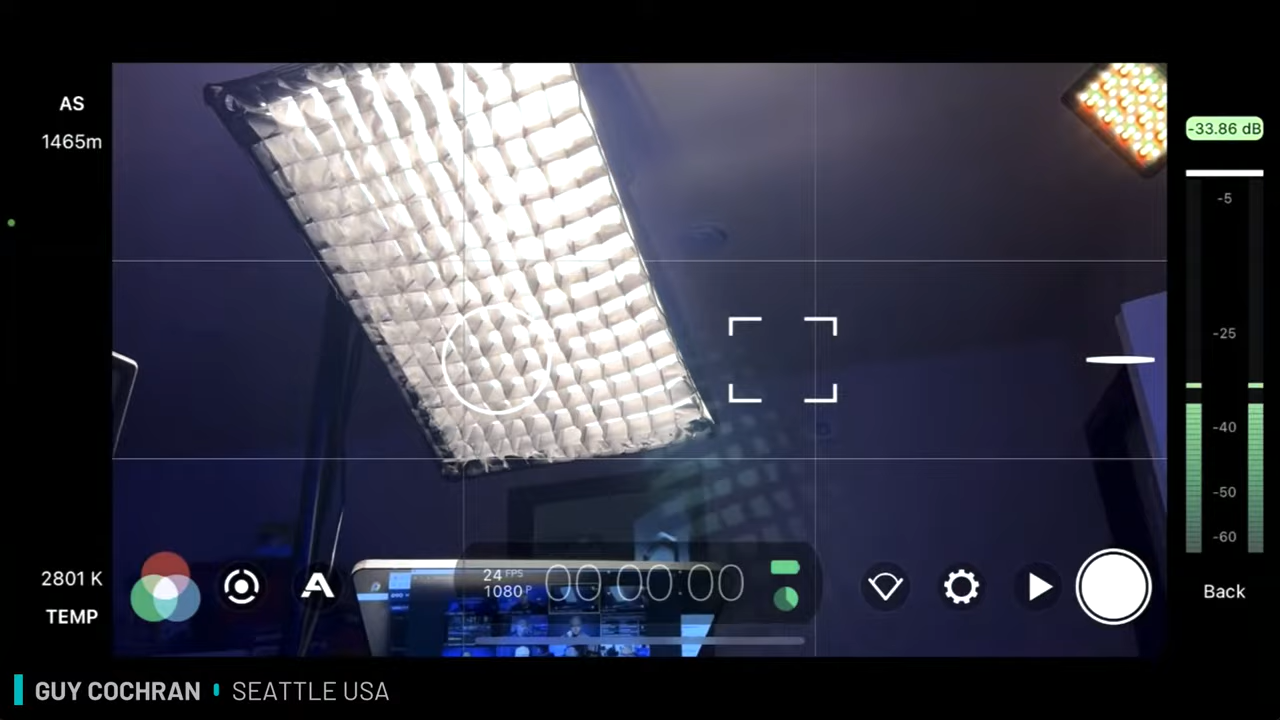 AS
1465m
-33.86 dB
-5
-25
-40
-50
-60
2801 K
TEMP
24 FPS
1080P
00:00:00
Back
GUY COCHRAN SEATTLE USA